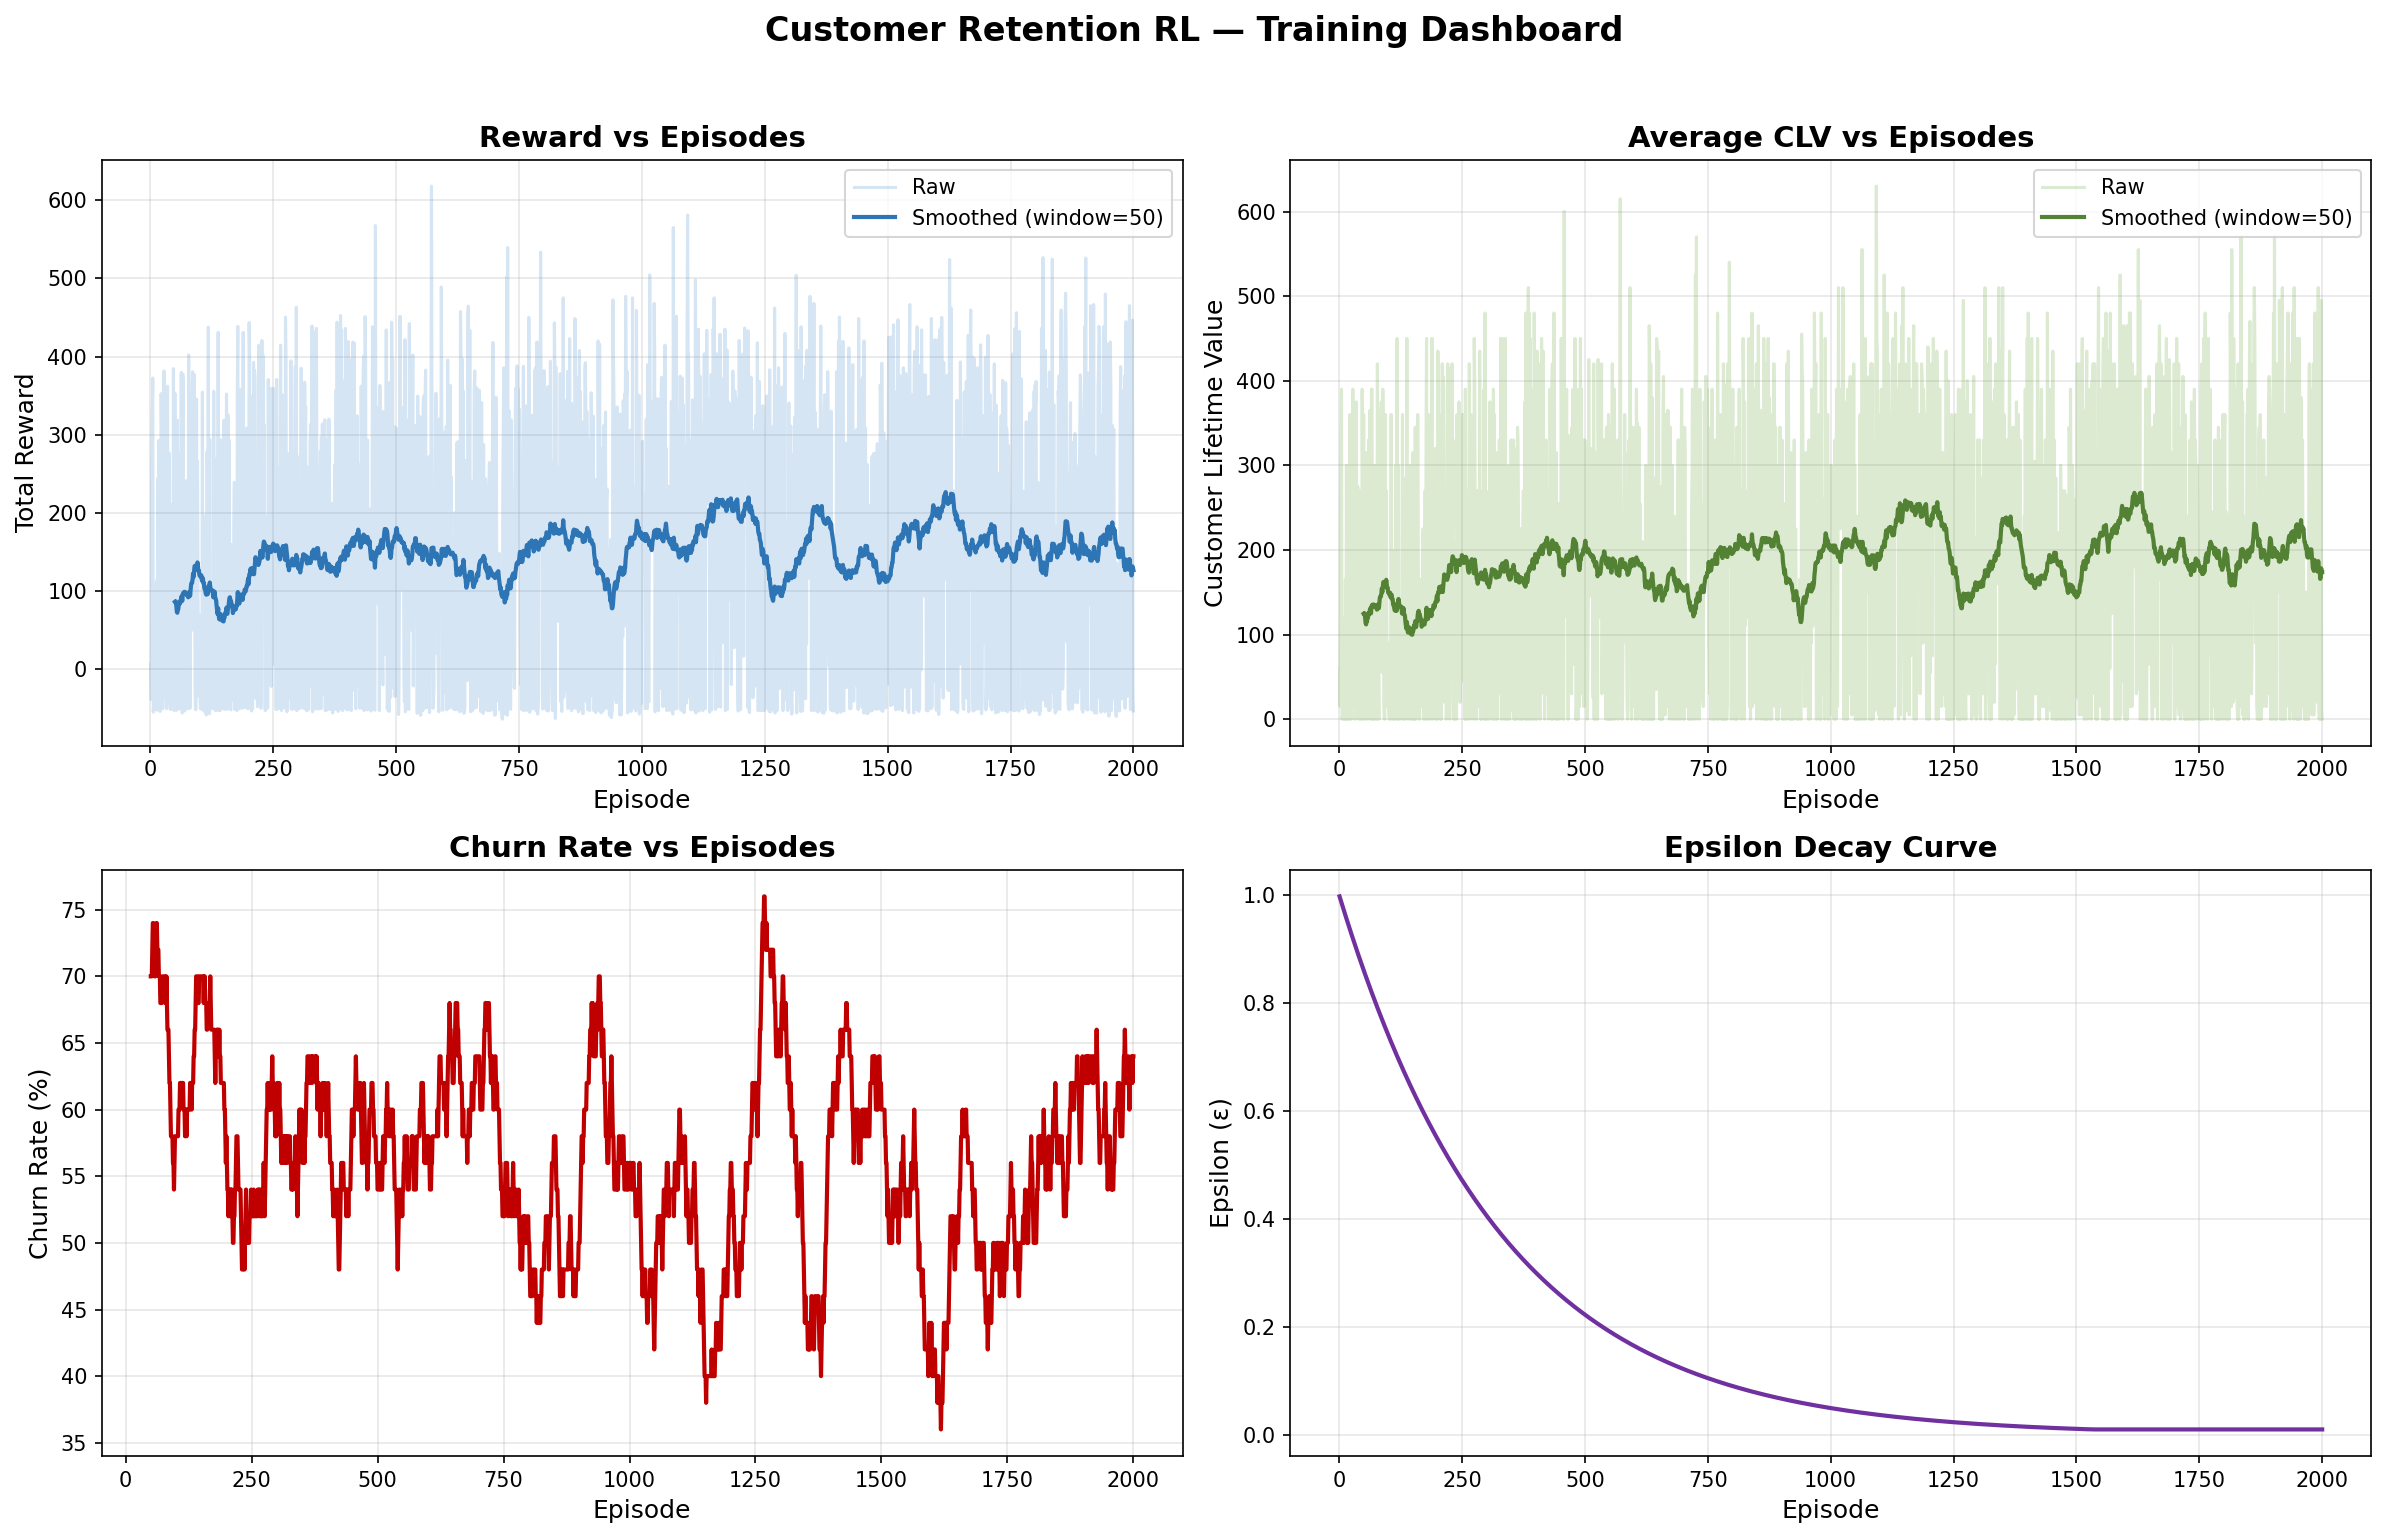 Customer Retention RL — Training Dashboard
Reward vs Episodes
Raw
Smoothed (window=50)
Total Reward
600
500
400
300
200
100
0
0 250 500 750 1000 1250 1500 1750 2000
Episode
Average CLV vs Episodes
Raw
Smoothed (window=50)
Customer Lifetime Value
600
500
400
300
200
100
0
0 250 500 750 1000 1250 1500 1750 2000
Episode
Churn Rate vs Episodes
Churn Rate (%)
75
70
65
60
55
50
45
40
35
0 250 500 750 1000 1250 1500 1750 2000
Episode
Epsilon Decay Curve
Epsilon (ε)
1.0
0.8
0.6
0.4
0.2
0.0
0 250 500 750 1000 1250 1500 1750 2000
Episode